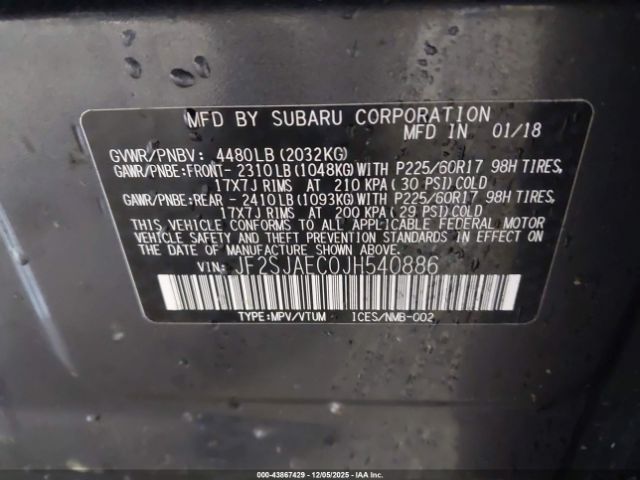 MFD BY SUBARU CORPORATION
MFD IN 01/18
GVWR/PNBV: 4480LB (2032KG)
GAWR/PNBE:FRONT- 2310LB (1048KG)WITH P225/60R17 98H TIRES,
17X7J RIMS AT 210 KPA (30 PSI)COLD
GAWR/PNBE:REAR - 2410LB (1093KG)WITH P225/60R17 98H TIRES,
17X7J RIMS AT 200 KPA (29 PSI)COLD
THIS VEHICLE CONFORMS TO ALL APPLICABLE FEDERAL MOTOR
VEHICLE SAFETY AND THEFT PREVENTION STANDARDS IN EFFECT ON
THE DATE OF MANUFACTURE SHOWN ABOVE.
VIN: JF2SJAEC0JH540886
TYPE:MPV/VTUM ICES/NMB-002
000-43867429 - 12/05/2025 - IAAI.COM